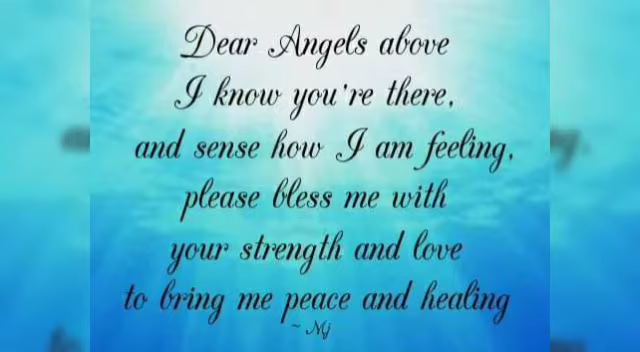 Dear Angels above
I know you're there,
and sense how I am feeling,
please bless me with
your strength and love
to bring me peace and healing
~ Mj